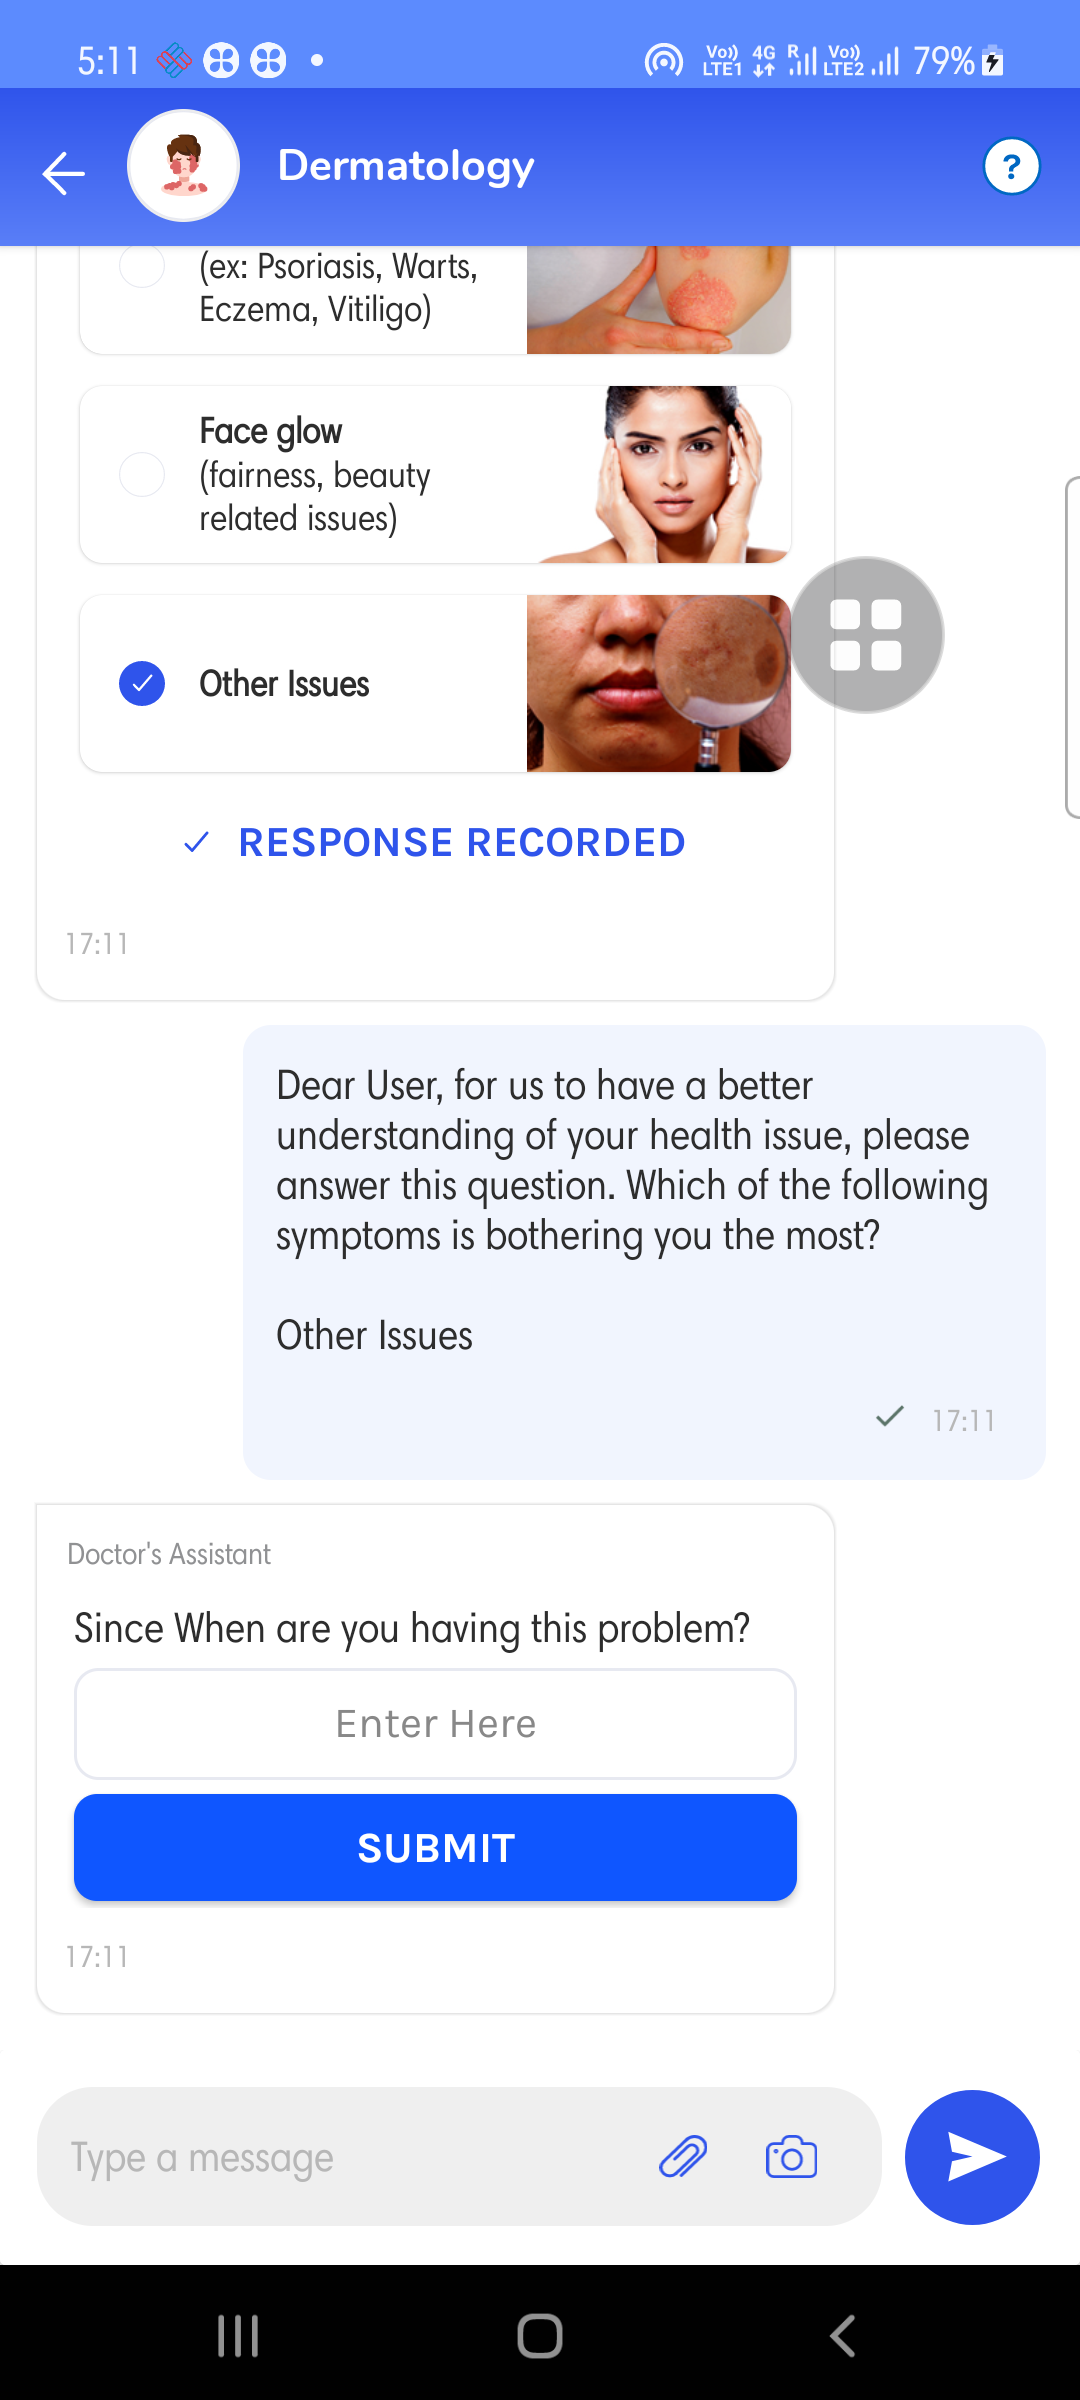 5:11
Vo)) LTE1 4G R Vo)) LTE2 79%
Dermatology
?
(ex: Psoriasis, Warts,
Eczema, Vitiligo)
Face glow
(fairness, beauty
related issues)
Other Issues
RESPONSE RECORDED
17:11
Dear User, for us to have a better
understanding of your health issue, please
answer this question. Which of the following
symptoms is bothering you the most?
Other Issues
17:11
Doctor's Assistant
Since When are you having this problem?
Enter Here
SUBMIT
17:11
Type a message